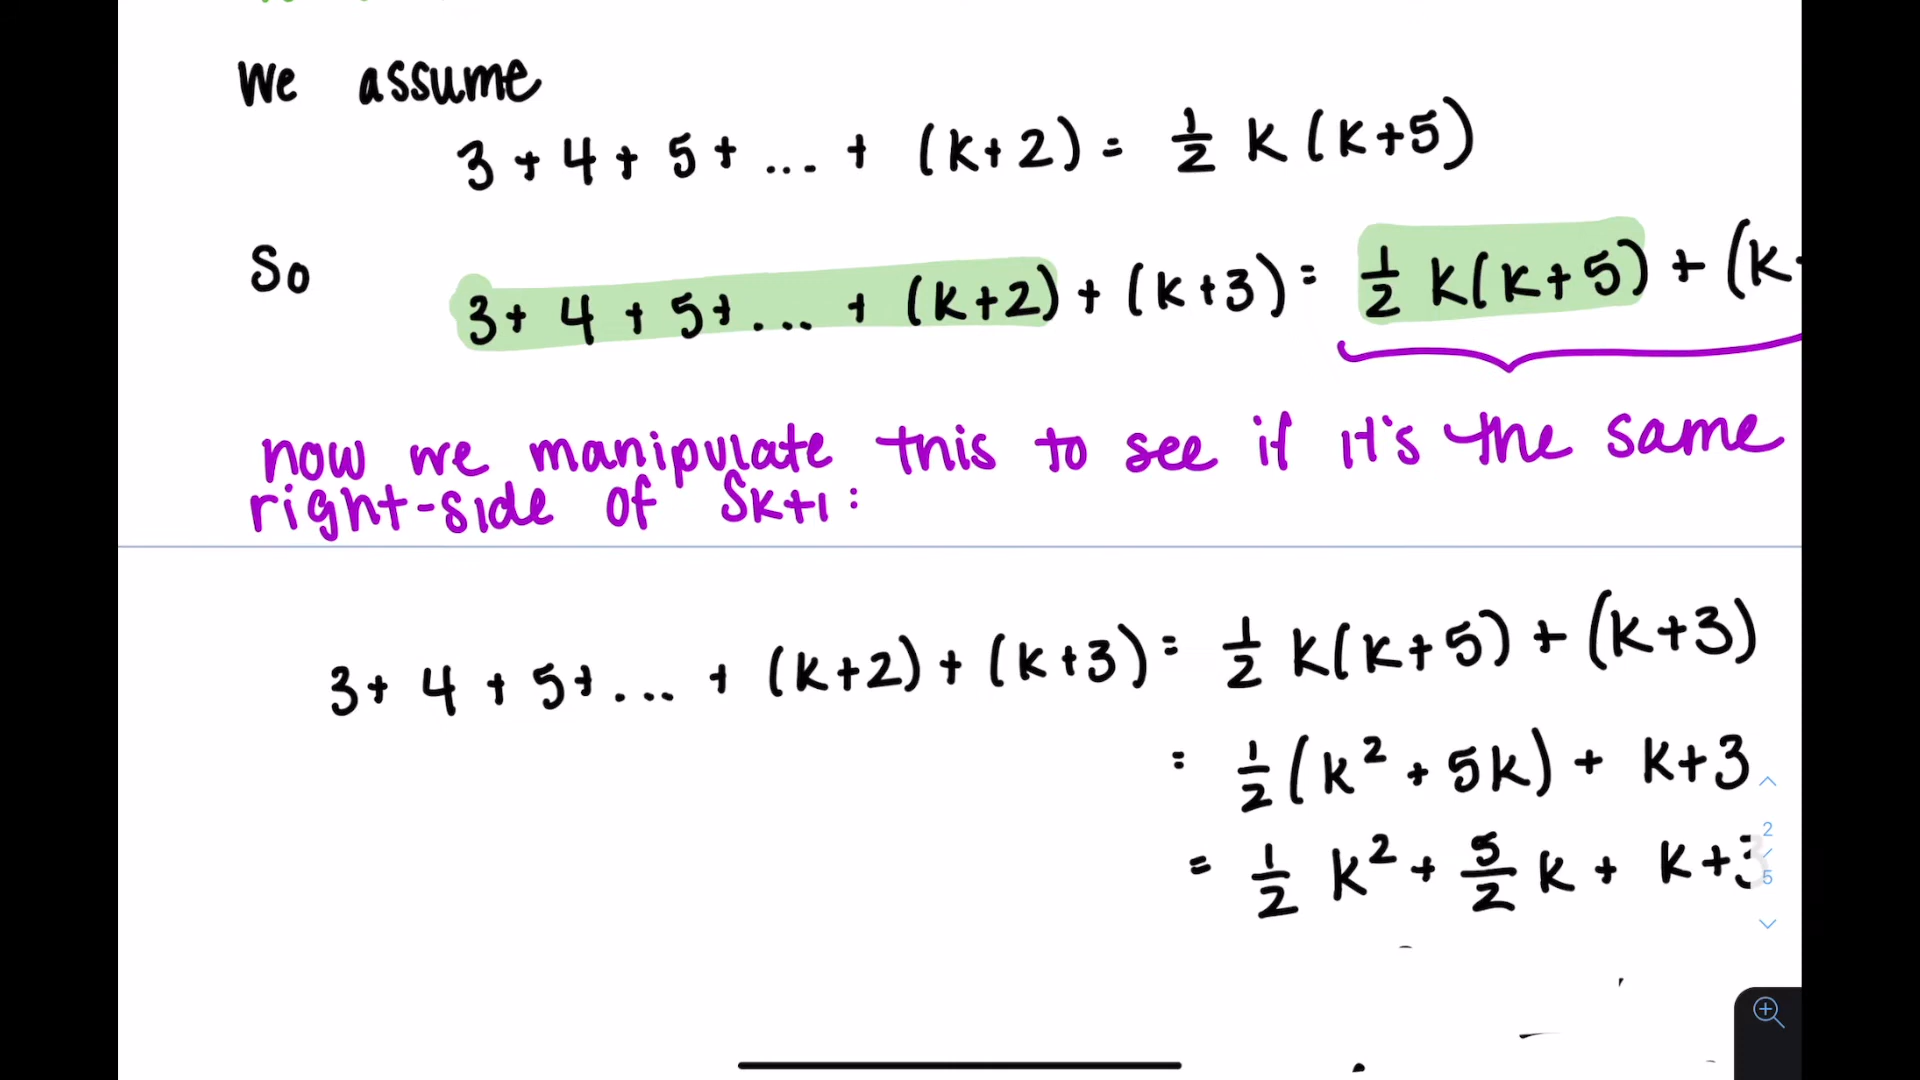 We assume
3 + 4 + 5 + ... + (k+2) = 1/2 k (k+5)
So 3 + 4 + 5 + ... + (k+2) + (k+3) = 1/2 k(k+5) + (k
now we manipulate this to see if it's the same
right-side of Sk+1:
3 + 4 + 5 + ... + (k+2) + (k+3) = 1/2 k(k+5) + (k+3)
= 1/2 (k² + 5k) + k+3
= 1/2 k² + 5/2 k + k+3
2/5